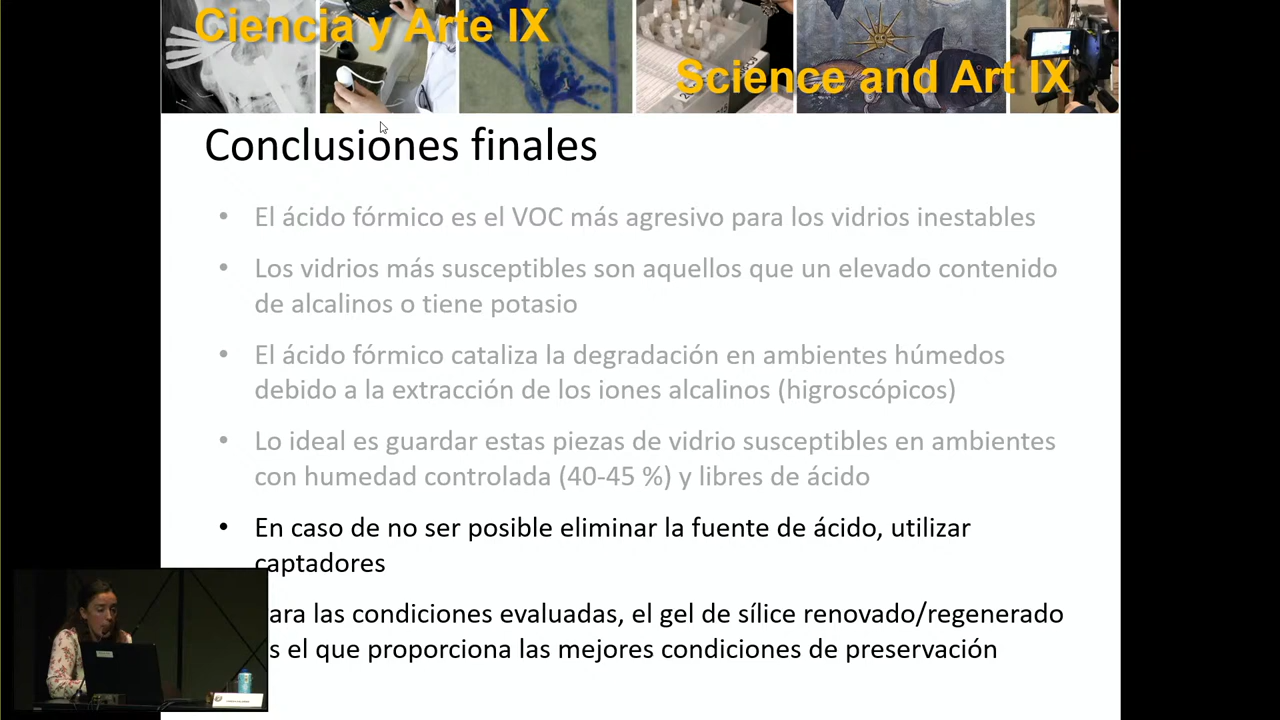 Ciencia y Arte IX
Science and Art IX
Conclusiones finales
• El ácido fórmico es el VOC más agresivo para los vidrios inestables
• Los vidrios más susceptibles son aquellos que un elevado contenido
de alcalinos o tiene potasio
• El ácido fórmico cataliza la degradación en ambientes húmedos
debido a la extracción de los iones alcalinos (higroscópicos)
• Lo ideal es guardar estas piezas de vidrio susceptibles en ambientes
con humedad controlada (40-45 %) y libres de ácido
• En caso de no ser posible eliminar la fuente de ácido, utilizar
captadores
ara las condiciones evaluadas, el gel de sílice renovado/regenerado
s el que proporciona las mejores condiciones de preservación